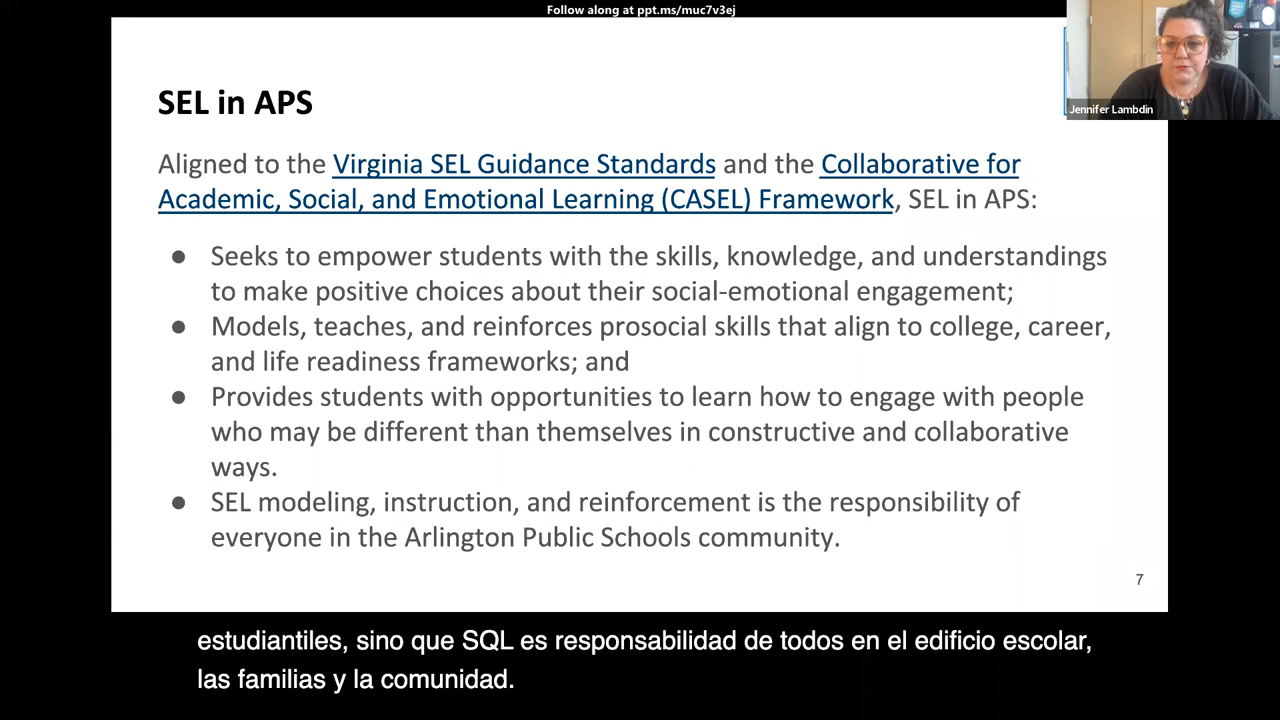 Follow along at ppt.ms/muc7v3ej
Jennifer Lambdin
SEL in APS
Aligned to the Virginia SEL Guidance Standards and the Collaborative for
Academic, Social, and Emotional Learning (CASEL) Framework, SEL in APS:
● Seeks to empower students with the skills, knowledge, and understandings
to make positive choices about their social-emotional engagement;
● Models, teaches, and reinforces prosocial skills that align to college, career,
and life readiness frameworks; and
● Provides students with opportunities to learn how to engage with people
who may be different than themselves in constructive and collaborative
ways.
● SEL modeling, instruction, and reinforcement is the responsibility of
everyone in the Arlington Public Schools community.
7
estudiantiles, sino que SQL es responsabilidad de todos en el edificio escolar,
las familias y la comunidad.